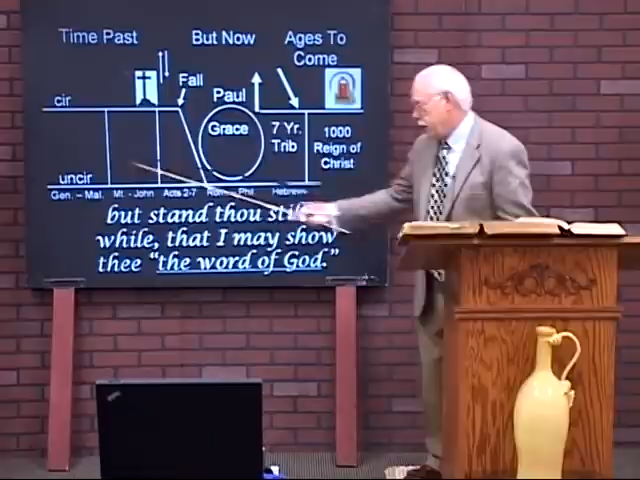 Time Past
But Now
Ages To
Come
Fall
Paul
cir
Grace
7 Yr.
Trib
1000
Reign of
Christ
uncir
Gen. – Mal.
Mt. - John
Acts 2-7
Phil
Hebrews
but stand thou
while, that I may show
thee “the word of God.”